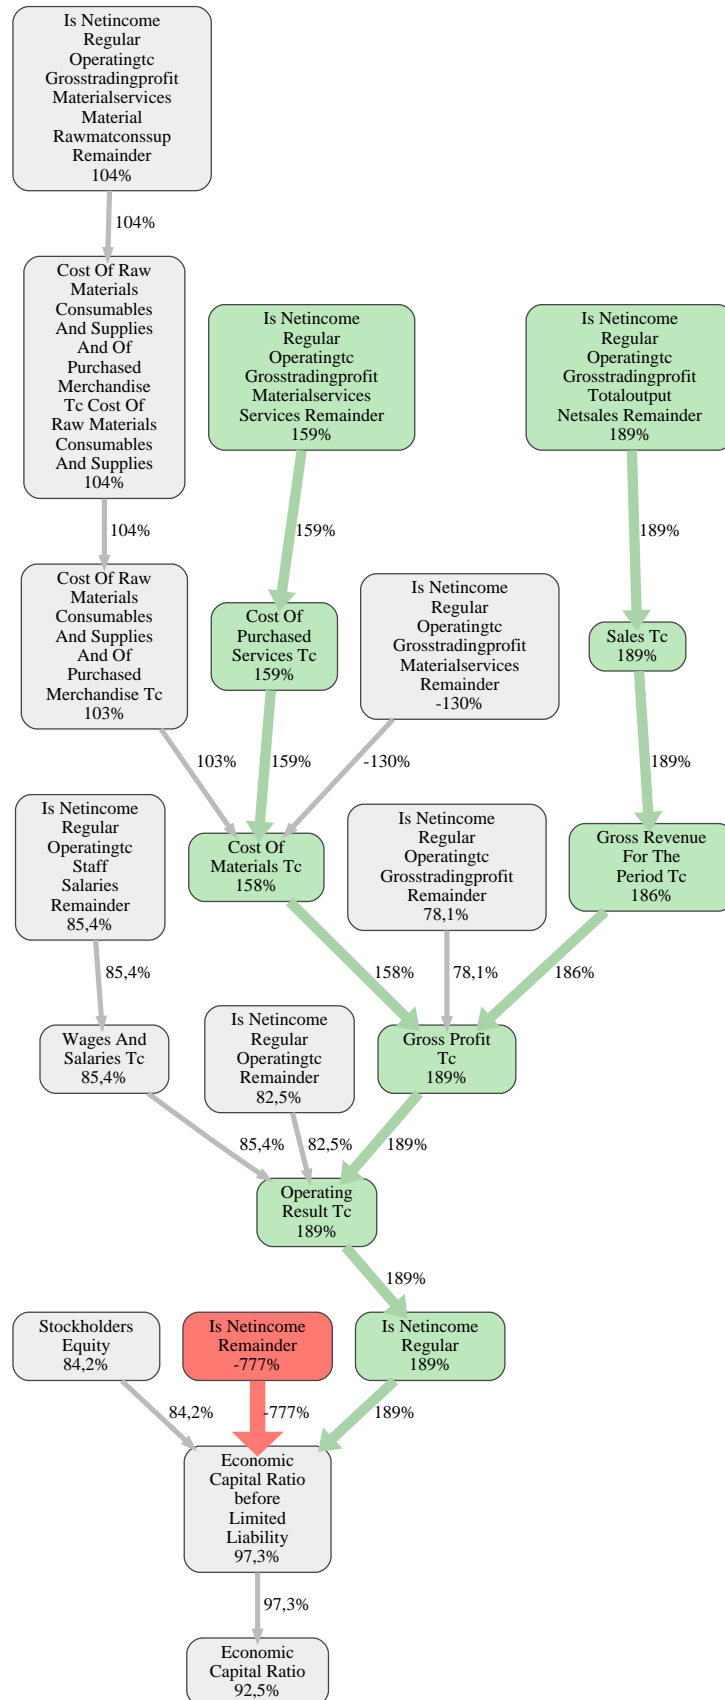 Is Netincome
Regular
Operatingtc
Grosstradingprofit
Materialservices
Material
Rawmatconssup
Remainder
104%
104%
Cost Of Raw
Materials
Consumables
And Supplies
And Of
Purchased
Merchandise
Tc Cost Of
Raw Materials
Consumables
And Supplies
104%
Is Netincome
Regular
Operatingtc
Grosstradingprofit
Materialservices
Services Remainder
159%
Is Netincome
Regular
Operatingtc
Grosstradingprofit
Totaloutput
Netsales Remainder
189%
104%
159%
189%
Cost Of Raw
Materials
Consumables
And Supplies
And Of
Purchased
Merchandise Tc
103%
Cost Of
Purchased
Services Tc
159%
Is Netincome
Regular
Operatingtc
Grosstradingprofit
Materialservices
Remainder
-130%
Sales Tc
189%
103%
159%
-130%
189%
Is Netincome
Regular
Operatingtc
Staff
Salaries
Remainder
85,4%
Cost Of
Materials Tc
158%
Is Netincome
Regular
Operatingtc
Grosstradingprofit
Remainder
78,1%
Gross Revenue
For The
Period Tc
186%
85,4%
158%
78,1%
186%
Wages And
Salaries Tc
85,4%
Is Netincome
Regular
Operatingtc
Remainder
82,5%
Gross Profit
Tc
189%
85,4%
82,5%
189%
Operating
Result Tc
189%
189%
Stockholders
Equity
84,2%
Is Netincome
Remainder
-777%
Is Netincome
Regular
189%
84,2%
-777%
189%
Economic
Capital Ratio
before
Limited
Liability
97,3%
97,3%
Economic
Capital Ratio
92,5%